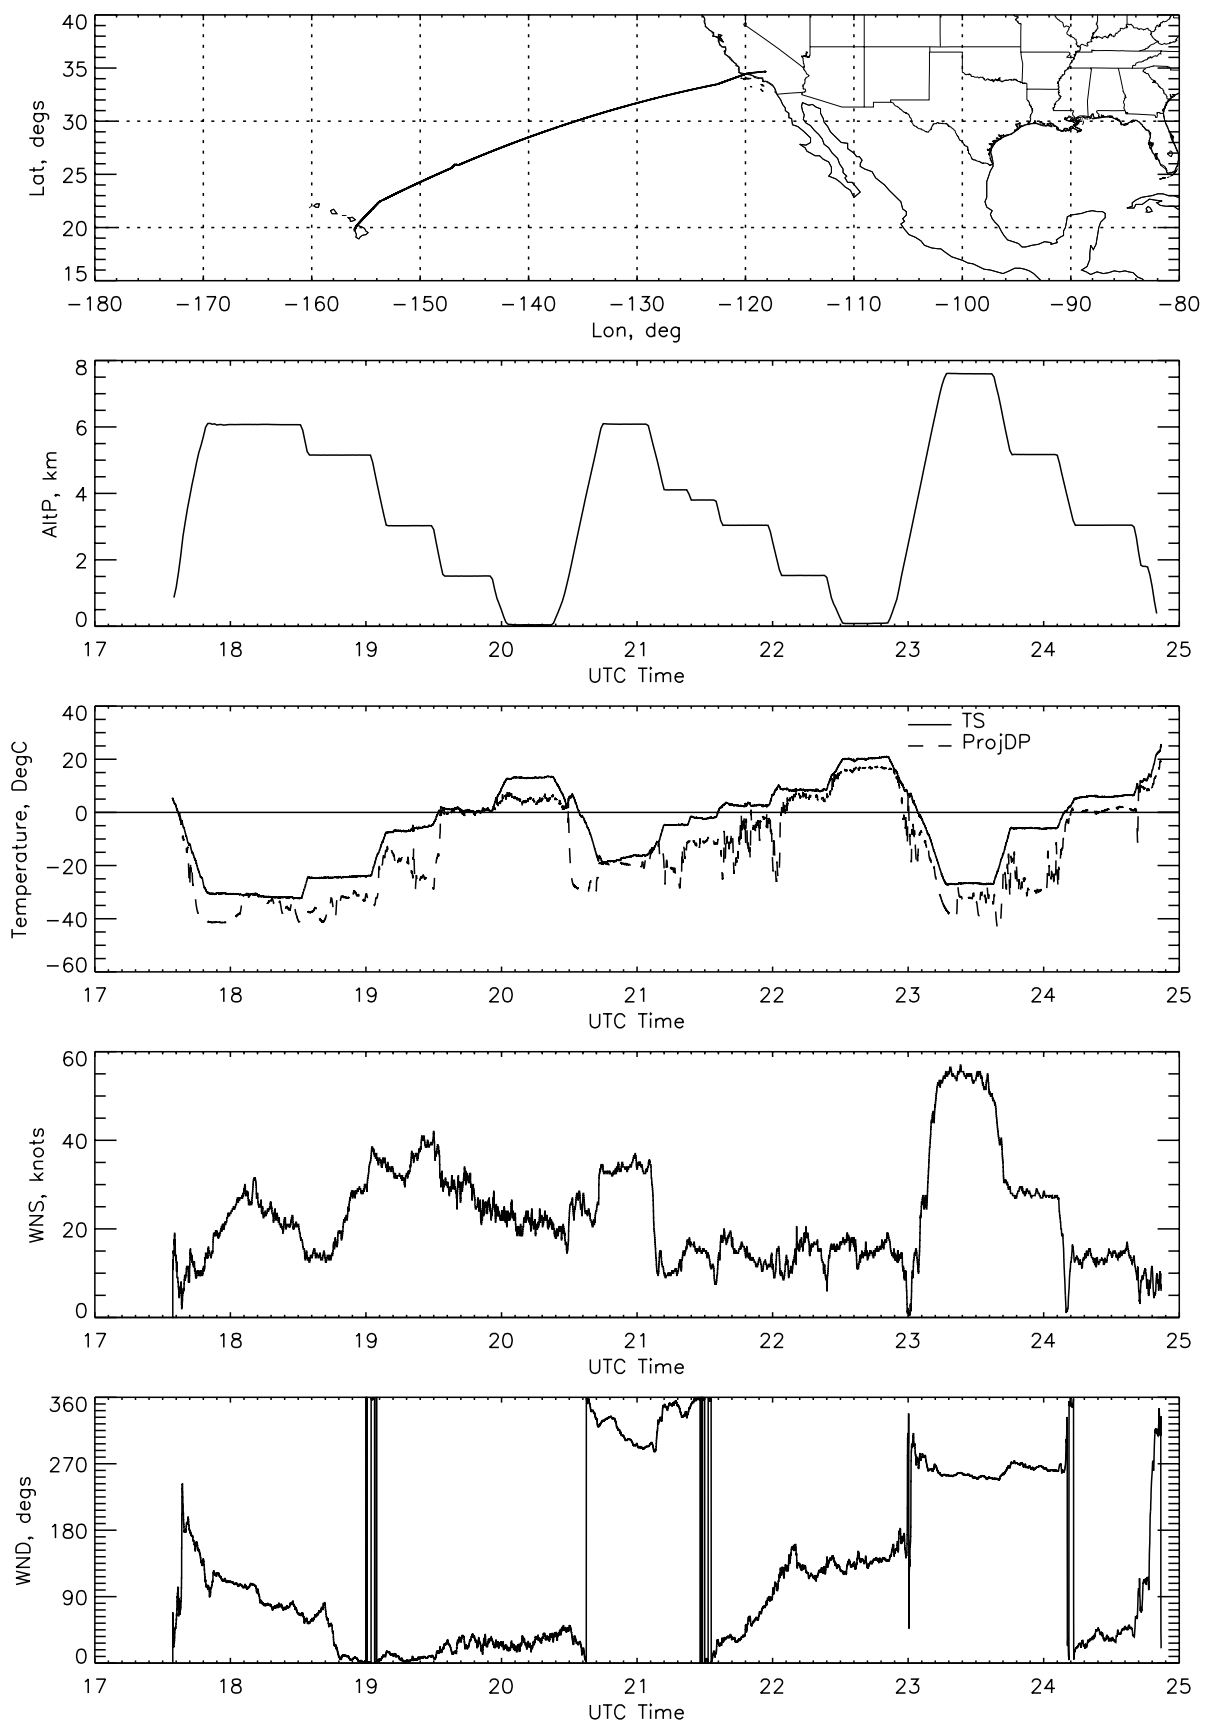 40
35
30
25
20
15
Lat, degs
-180 -170 -160 -150 -140 -130 -120 -110 -100 -90 -80
Lon, deg
8
6
4
2
0
AltP, km
17 18 19 20 21 22 23 24 25
UTC Time
40
20
0
-20
-40
-60
Temperature, DegC
TS
ProjDP
17 18 19 20 21 22 23 24 25
UTC Time
60
40
20
0
WNS, knots
17 18 19 20 21 22 23 24 25
UTC Time
360
270
180
90
0
WND, degs
17 18 19 20 21 22 23 24 25
UTC Time